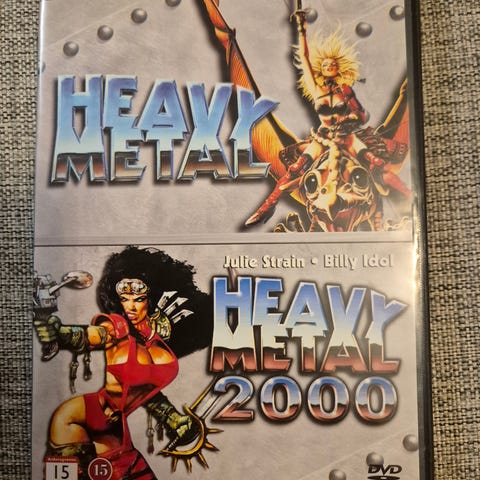 HEAVY
METAL
Julie Strain • Billy Idol
HEAVY
METAL
2000
15
15
DVD